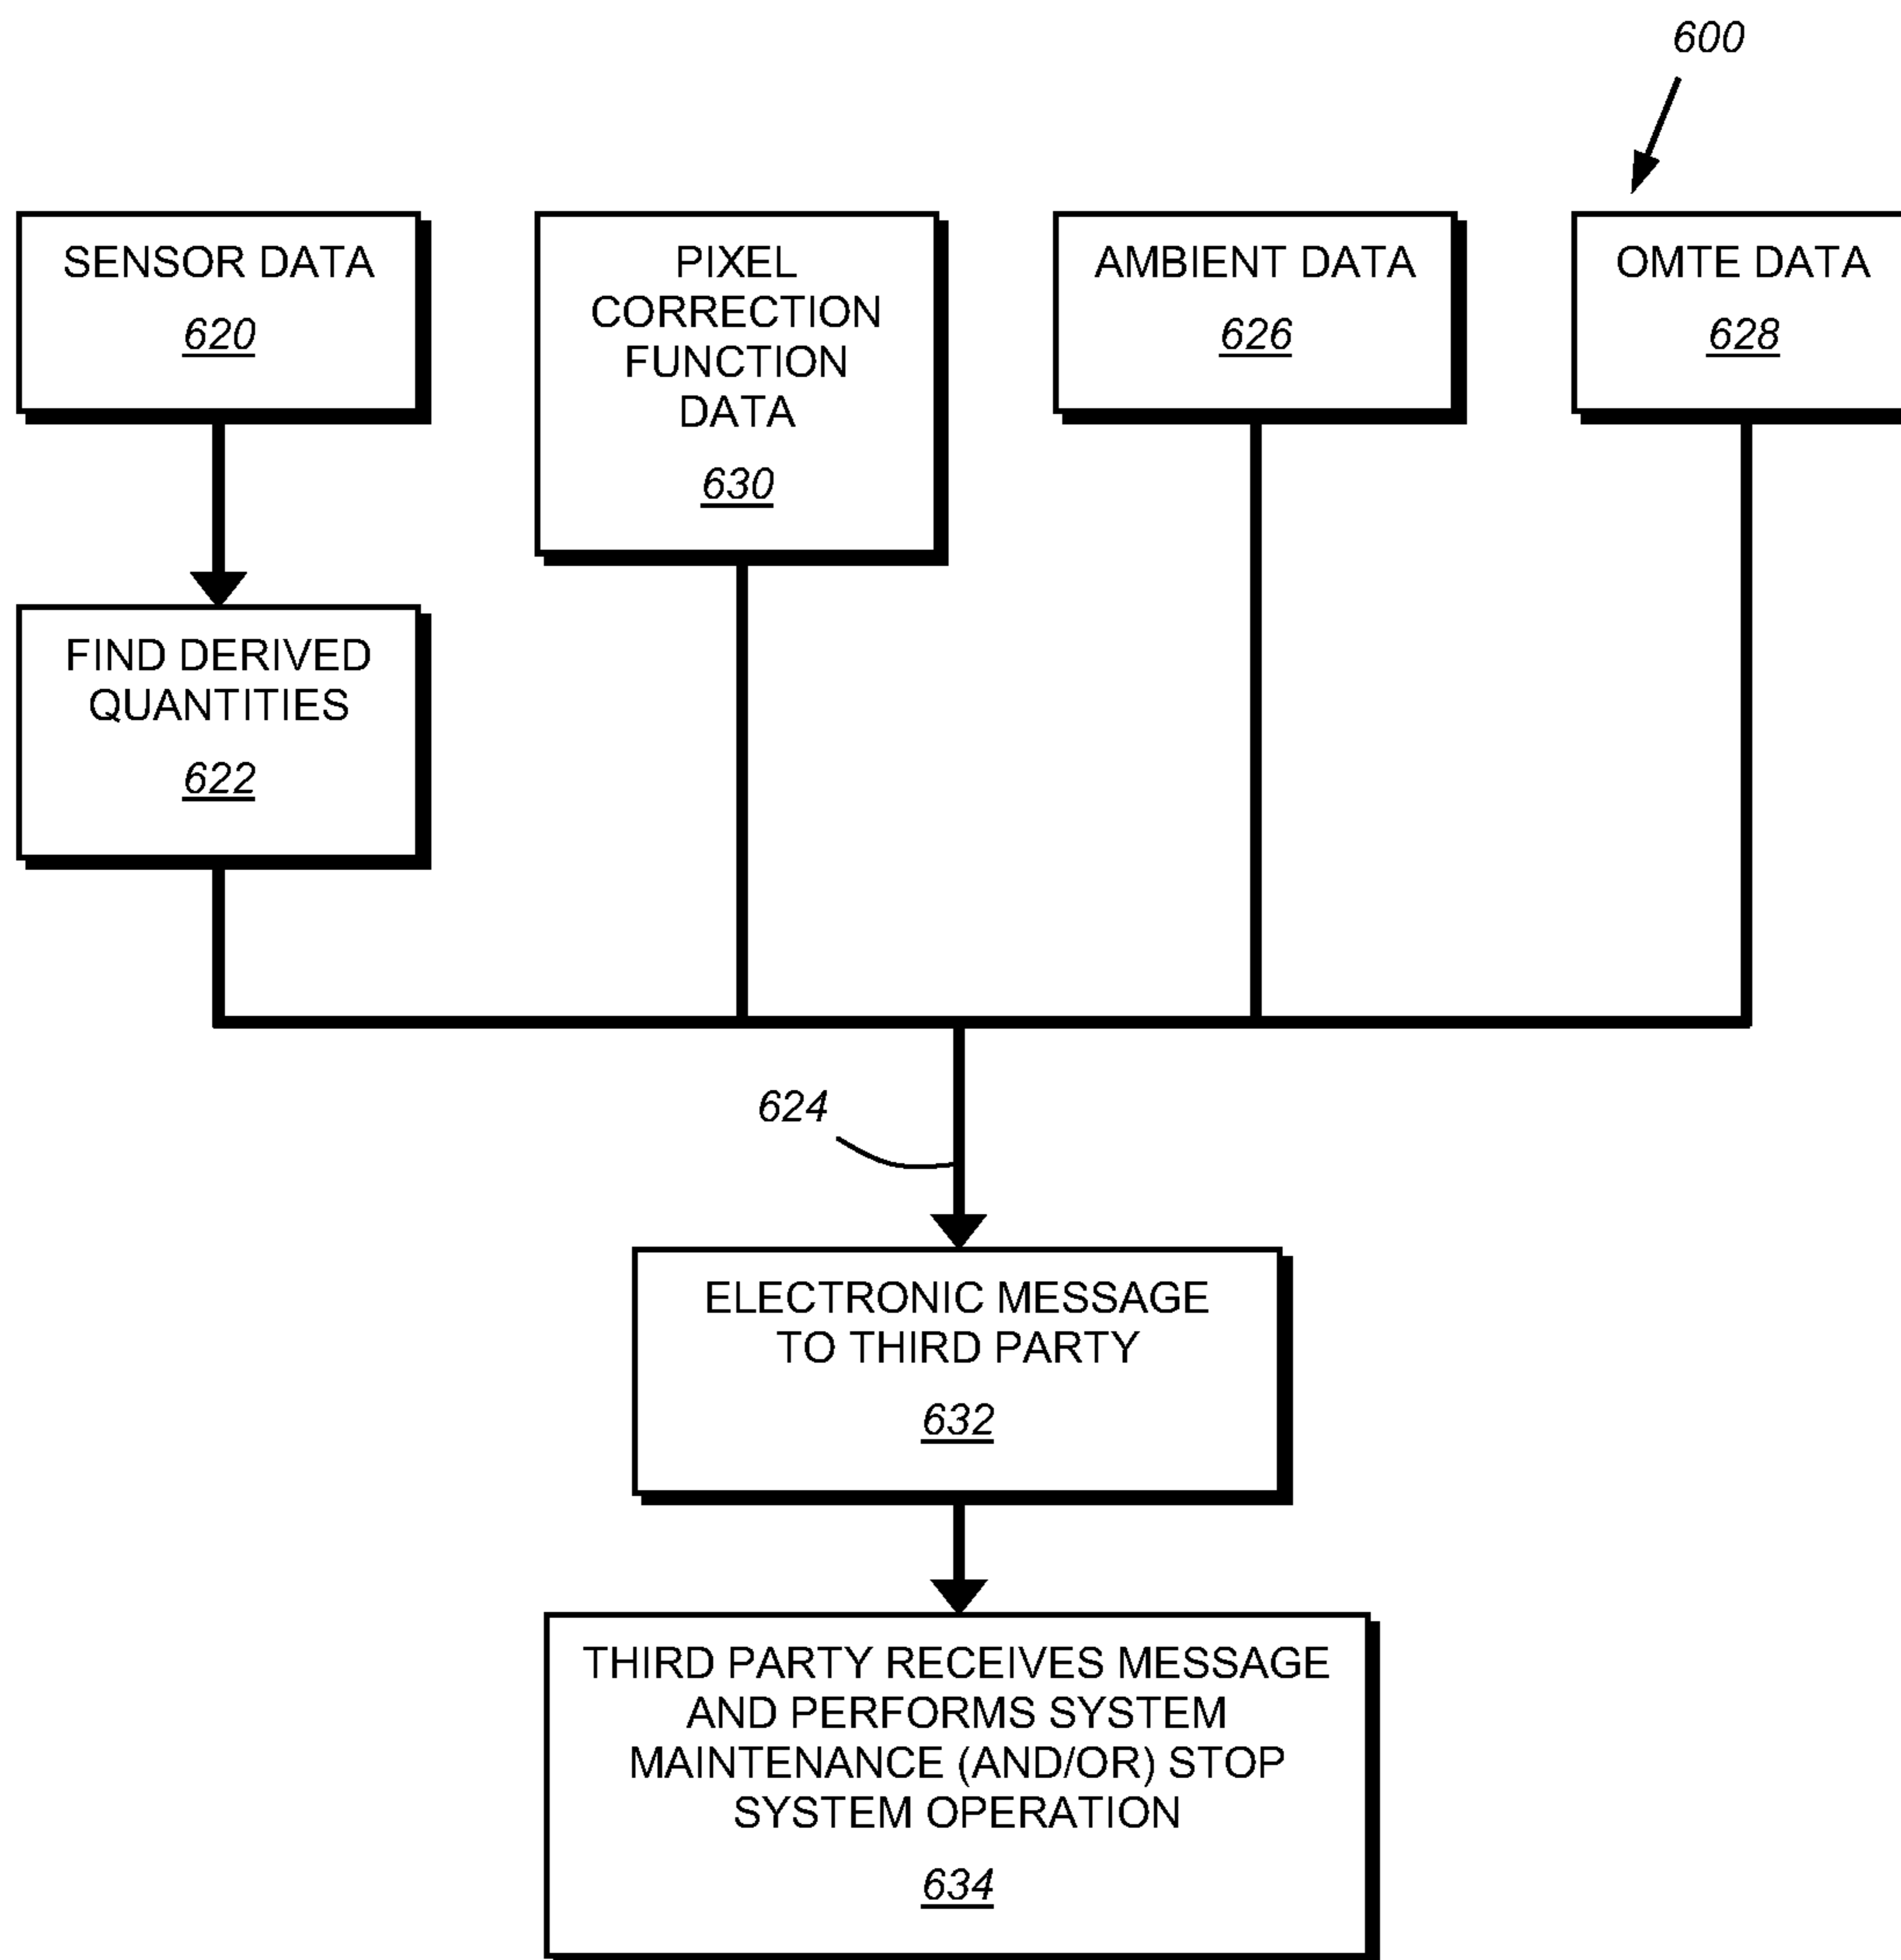 600
SENSOR DATA
620
PIXEL
CORRECTION
FUNCTION
DATA
630
AMBIENT DATA
626
OMTE DATA
628
FIND DERIVED
QUANTITIES
622
624
ELECTRONIC MESSAGE
TO THIRD PARTY
632
THIRD PARTY RECEIVES MESSAGE
AND PERFORMS SYSTEM
MAINTENANCE (AND/OR) STOP
SYSTEM OPERATION
634